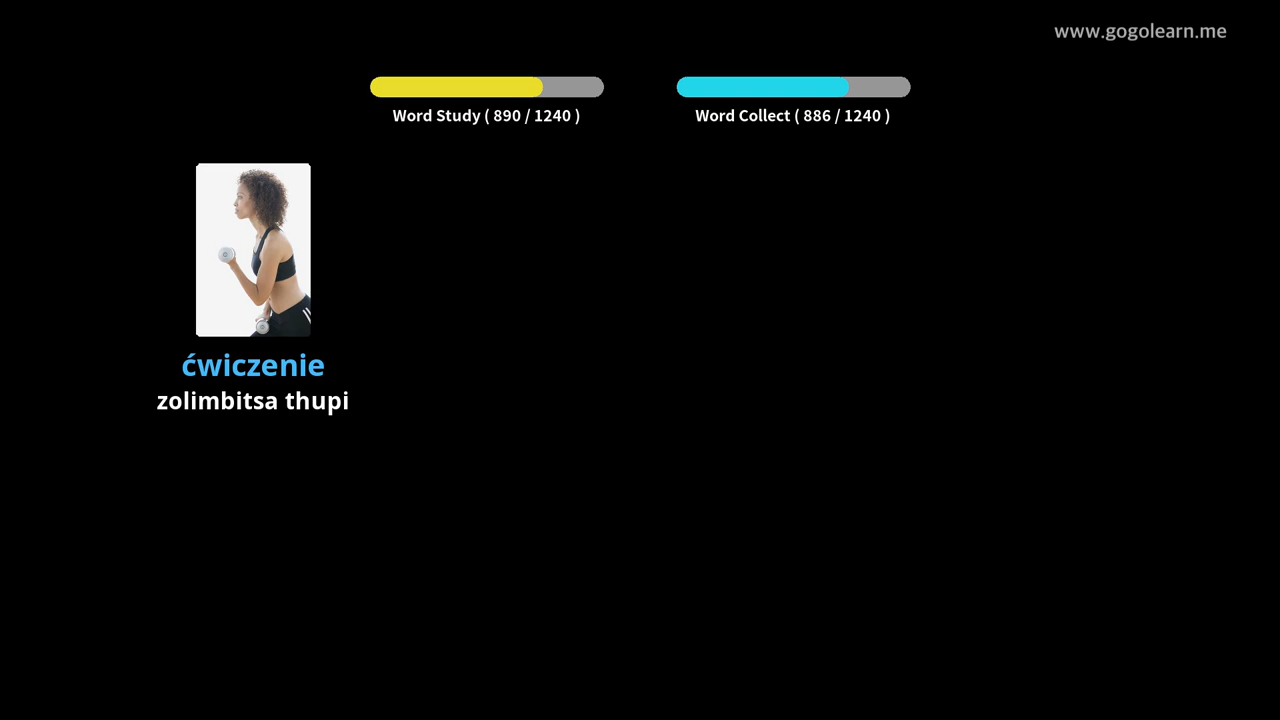 www.gogolearn.me
Word Study ( 890 / 1240 )
Word Collect ( 886 / 1240 )
ćwiczenie
zolimbitsa thupi